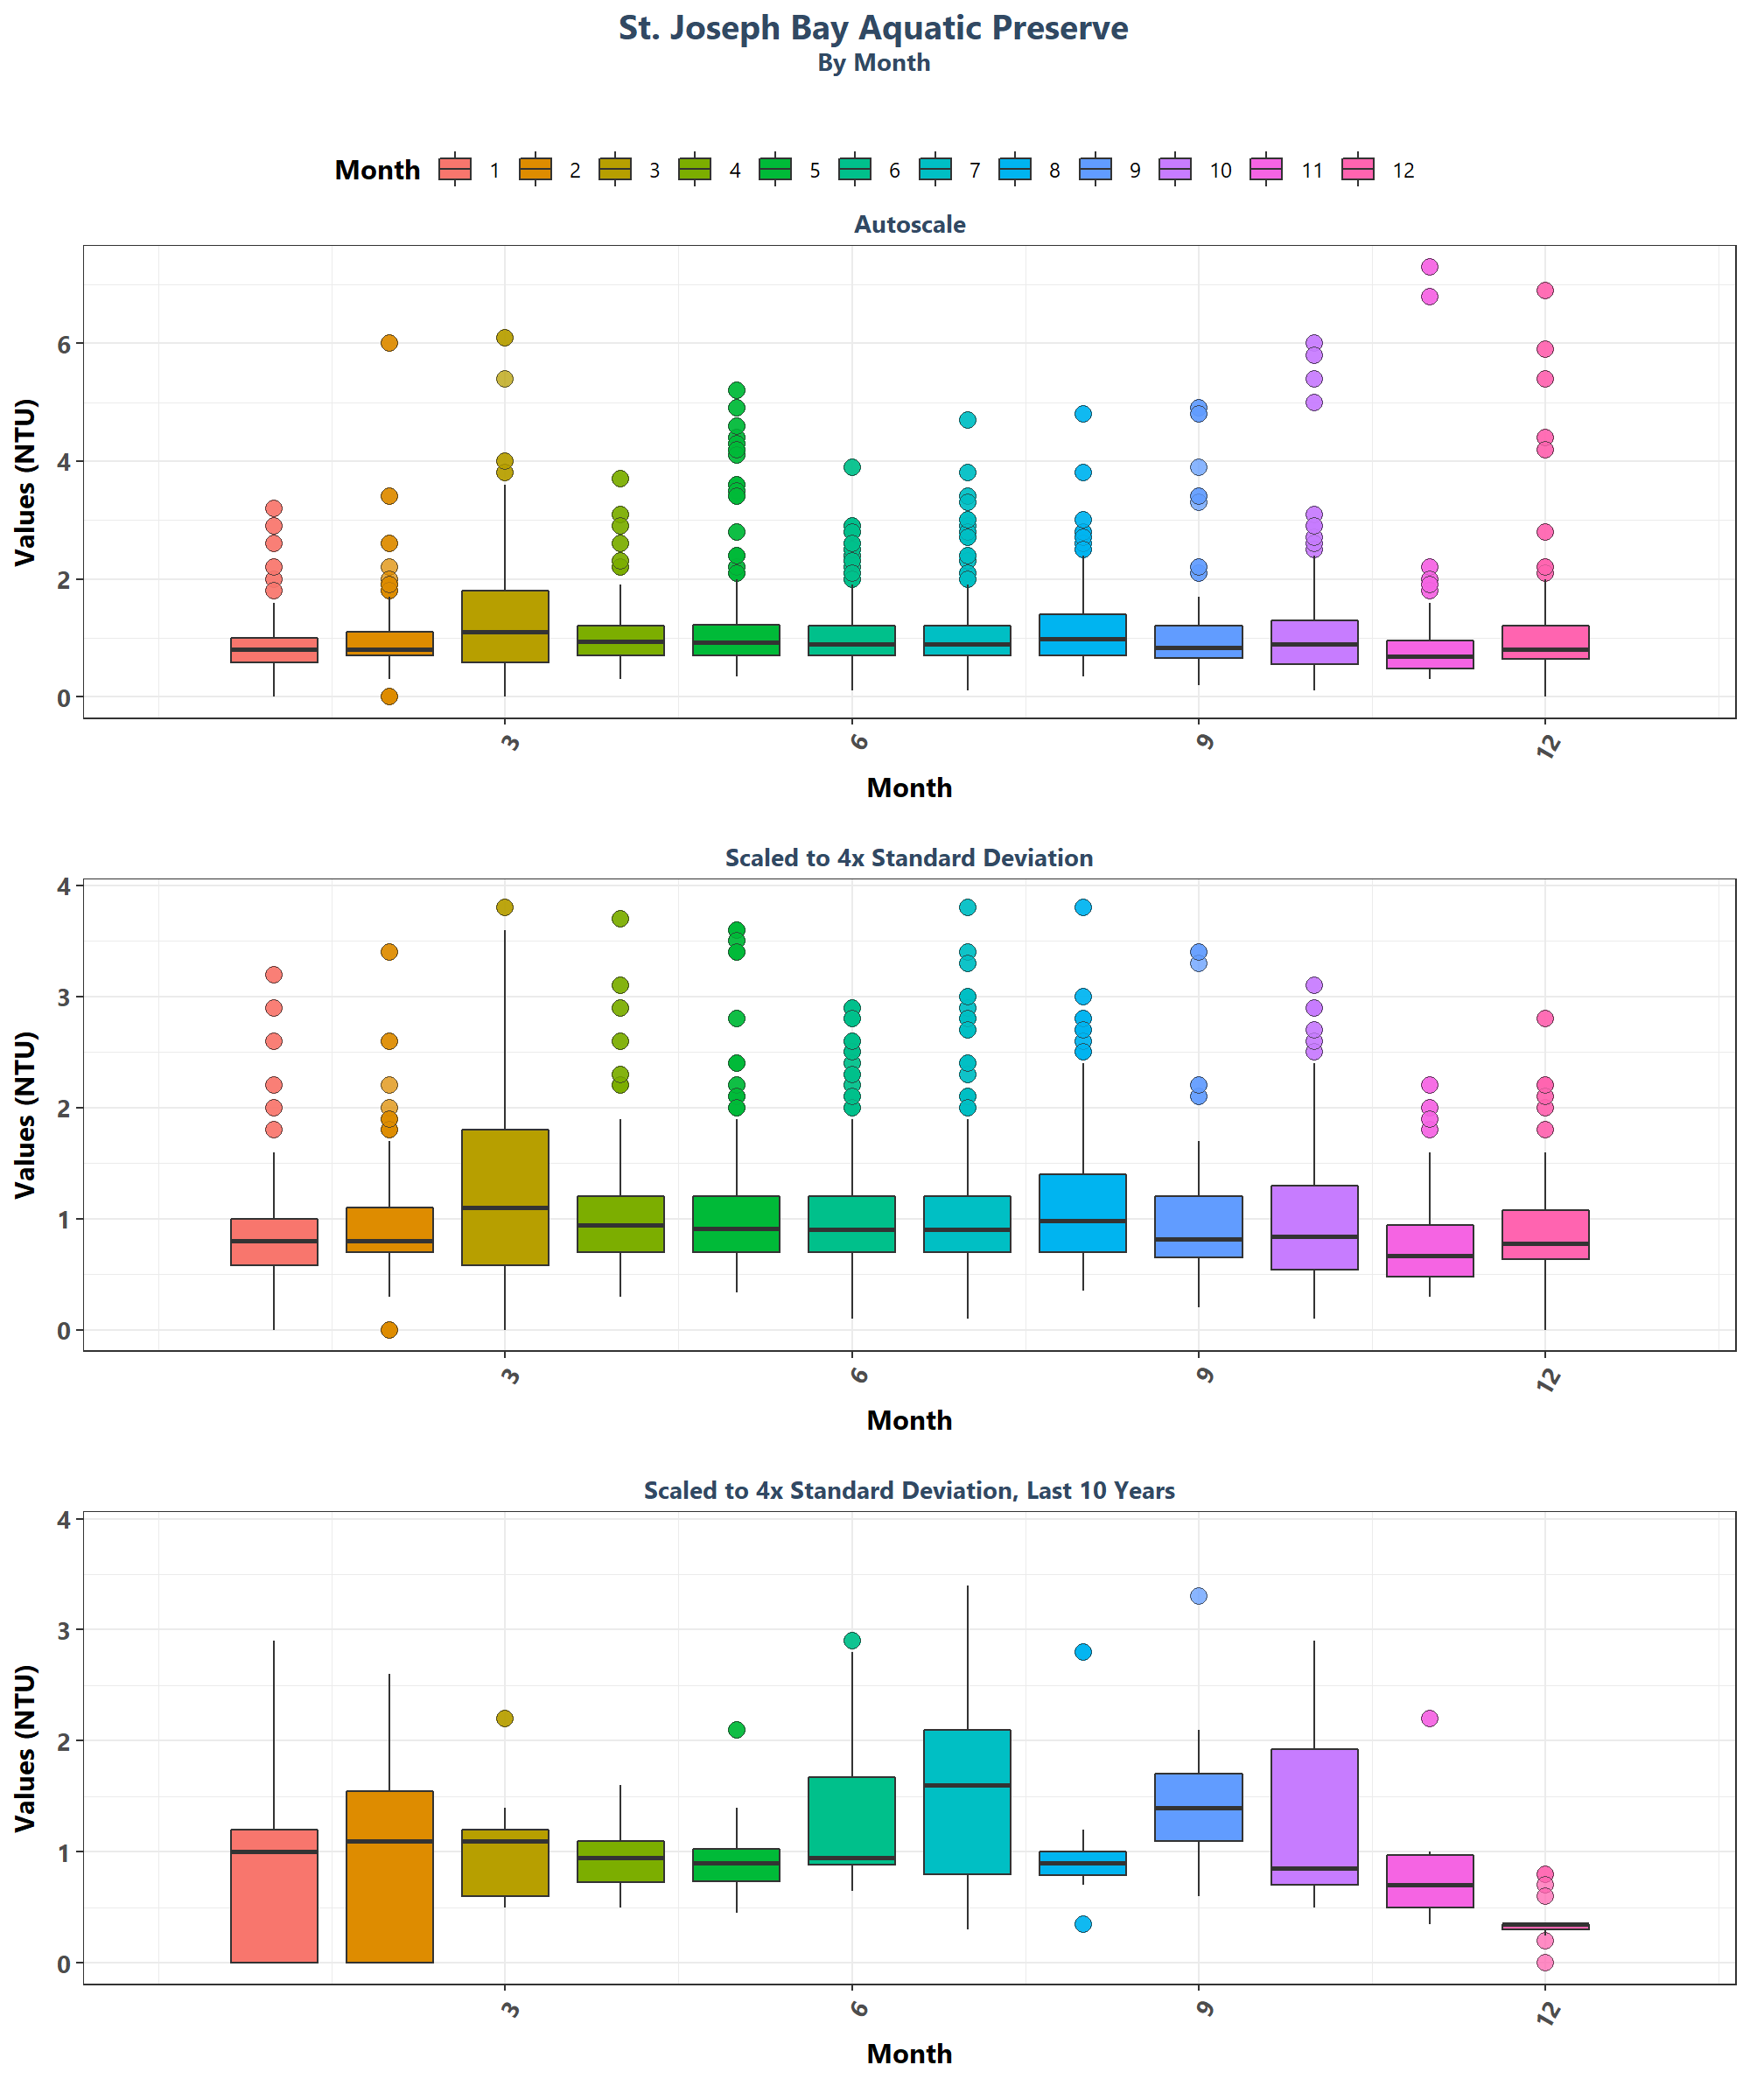 St. Joseph Bay Aquatic Preserve
By Month
Month 1 2 3 4 5 6 7 8 9 10 11 12
Autoscale
Values (NTU)
6
4
2
0
3 6 9 12
Month
Scaled to 4x Standard Deviation
Values (NTU)
4
3
2
1
0
3 6 9 12
Month
Scaled to 4x Standard Deviation, Last 10 Years
Values (NTU)
4
3
2
1
0
3 6 9 12
Month